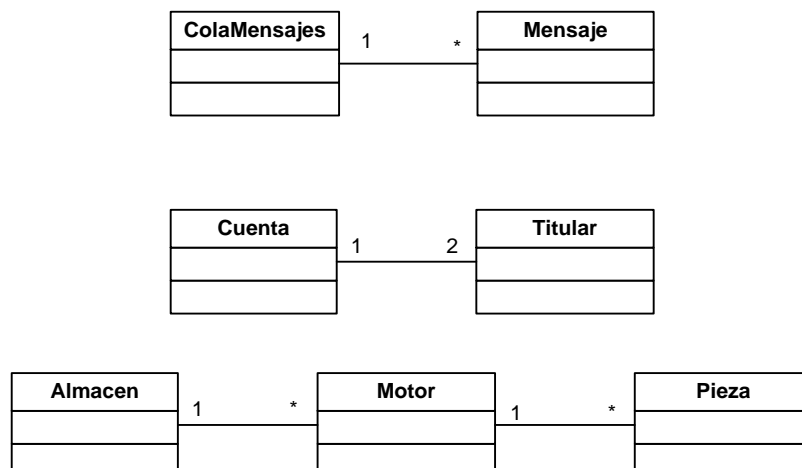 ColaMensajes 1 * Mensaje
Cuenta 1 2 Titular
Almacen 1 * Motor 1 * Pieza